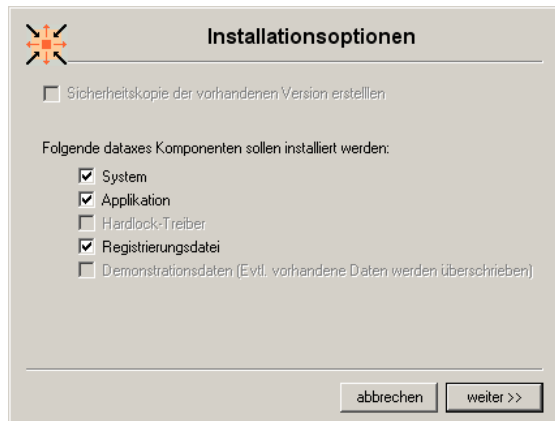 Installationsoptionen
Sicherheitskopie der vorhandenen Version erstelllen
Folgende dataxes Komponenten sollen installiert werden:
System
Applikation
Hardlock-Treiber
Registrierungsdatei
Demonstrationsdaten (Evtl. vorhandene Daten werden überschrieben)
abbrechen weiter >>